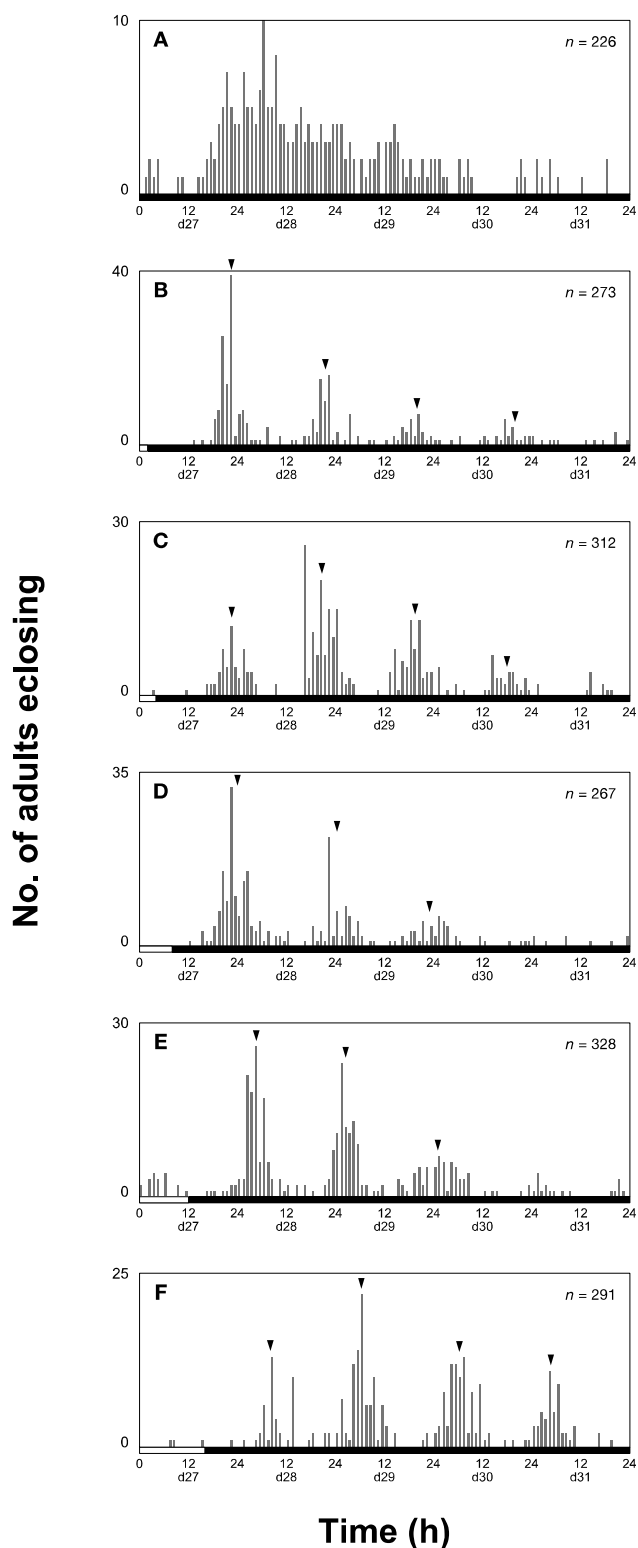 10
A
n = 226
0
0 12 24 12 24 12 24 12 24 12 24
d27 d28 d29 d30 d31
40
B
n = 273
0
0 12 24 12 24 12 24 12 24 12 24
d27 d28 d29 d30 d31
30
C
n = 312
0
0 12 24 12 24 12 24 12 24 12 24
d27 d28 d29 d30 d31
No. of adults eclosing
35
D
n = 267
0
0 12 24 12 24 12 24 12 24 12 24
d27 d28 d29 d30 d31
30
E
n = 328
0
0 12 24 12 24 12 24 12 24 12 24
d27 d28 d29 d30 d31
25
F
n = 291
0
0 12 24 12 24 12 24 12 24 12 24
d27 d28 d29 d30 d31
Time (h)